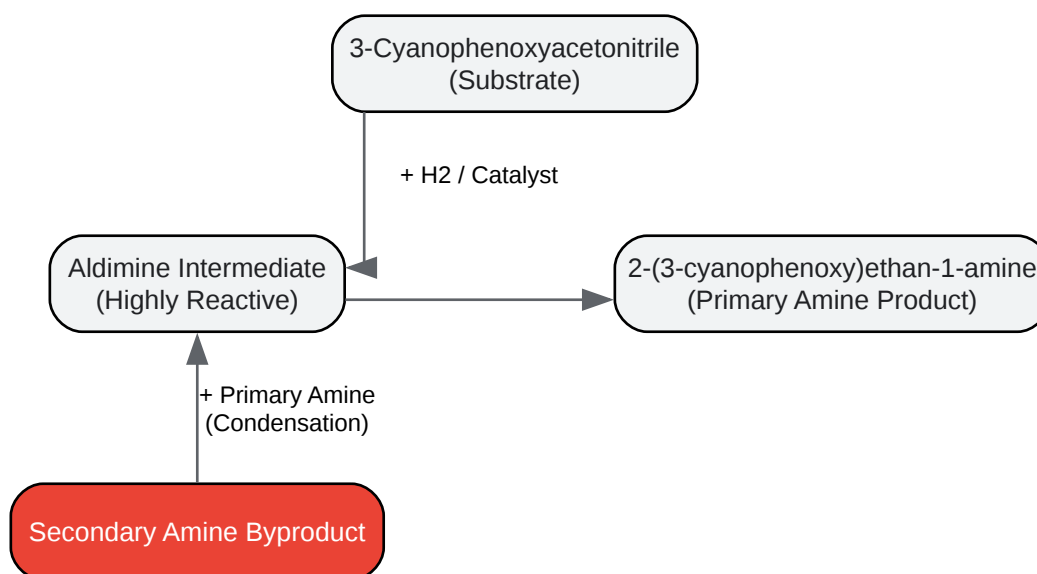 3-Cyanophenoxyacetonitrile
(Substrate)
+ H2 / Catalyst
Aldimine Intermediate
(Highly Reactive)
2-(3-cyanophenoxy)ethan-1-amine
(Primary Amine Product)
+ Primary Amine
(Condensation)
Secondary Amine Byproduct